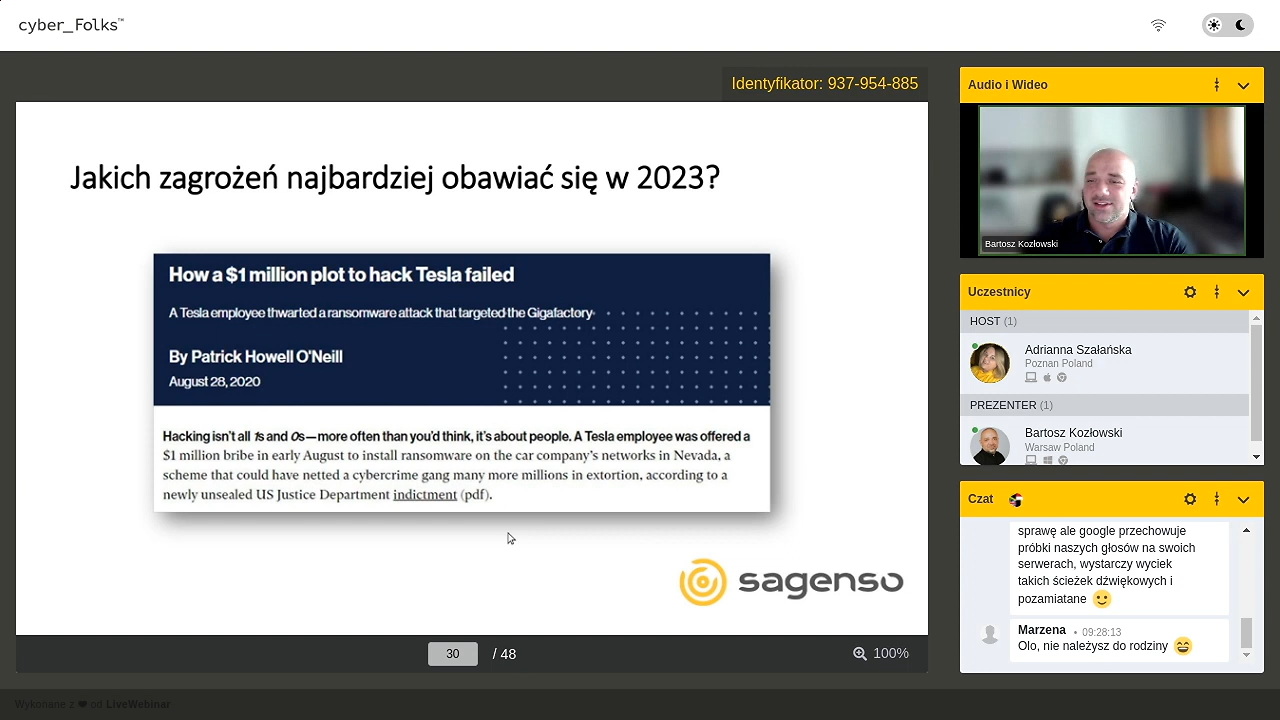 cyber_Folks™
Identyfikator: 937-954-885
Jakich zagrożeń najbardziej obawiać się w 2023?
How a $1 million plot to hack Tesla failed
A Tesla employee thwarted a ransomware attack that targeted the Gigafactory
By Patrick Howell O'Neill
August 28, 2020
Hacking isn't all 1s and 0s—more often than you'd think, it's about people. A Tesla employee was offered a
$1 million bribe in early August to install ransomware on the car company's networks in Nevada, a
scheme that could have netted a cybercrime gang many more millions in extortion, according to a
newly unsealed US Justice Department indictment (pdf).
sagenso
30 / 48
100%
Wykonane z ❤ od LiveWebinar
Audio i Wideo
Bartosz Kozłowski
Uczestnicy
HOST (1)
Adrianna Szałańska
Poznan Poland
PREZENTER (1)
Bartosz Kozłowski
Warsaw Poland
Czat
sprawę ale google przechowuje
próbki naszych głosów na swoich
serwerach, wystarczy wyciek
takich ścieżek dźwiękowych i
pozamiatane 🙂
Marzena • 09:28:13
Olo, nie należysz do rodziny 😄